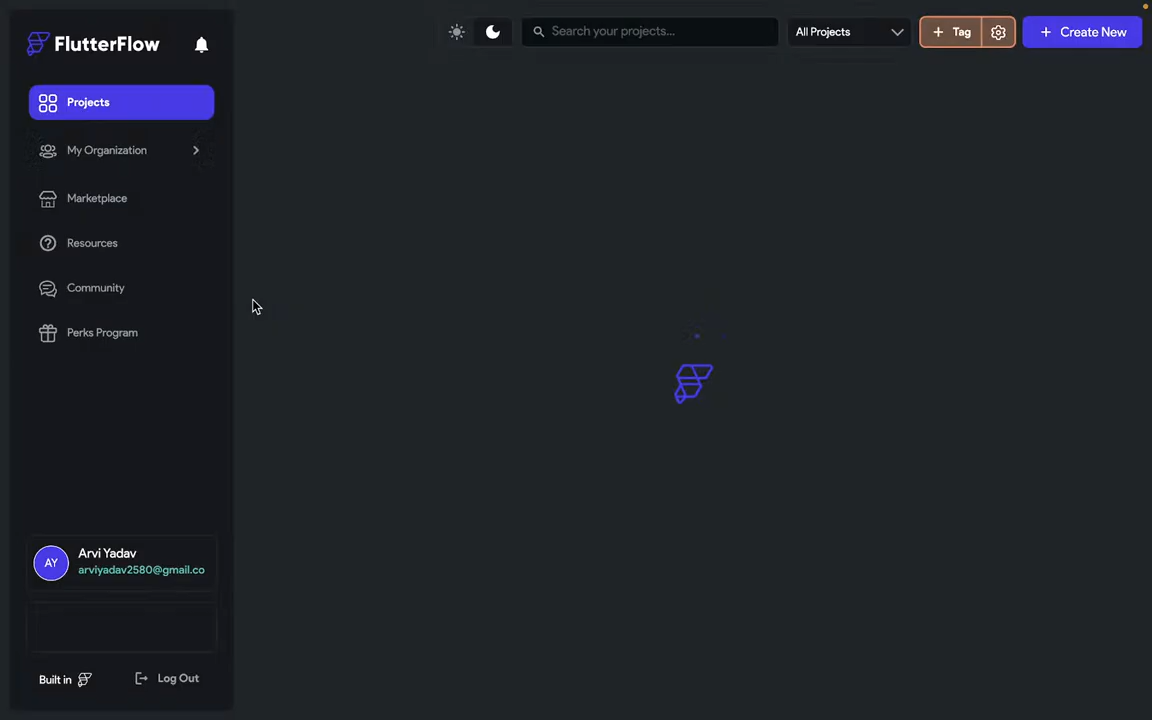 FlutterFlow
Search your projects...
All Projects
+ Tag
+ Create New
Projects
My Organization
Marketplace
Resources
Community
Perks Program
AY
Arvi Yadav
arviyadav2580@gmail.co
Built in
Log Out